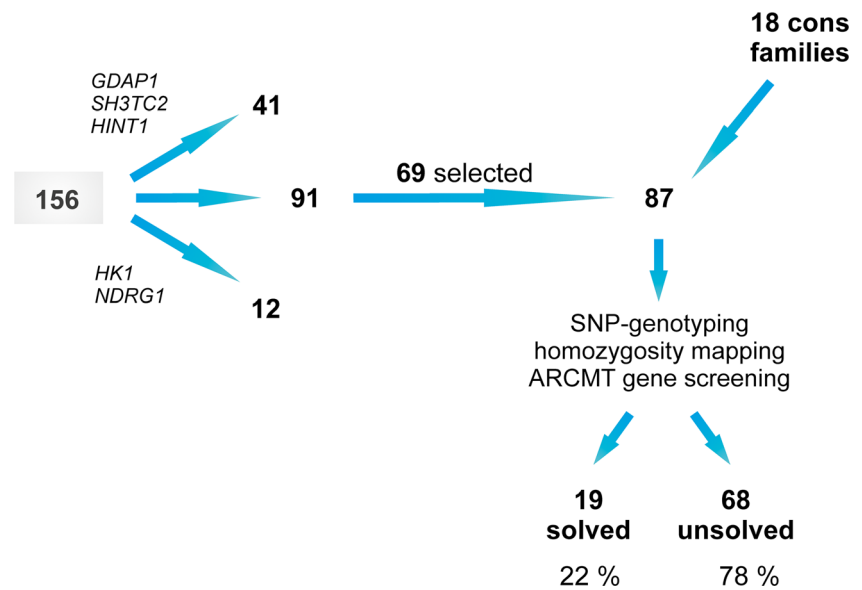 18 cons
families
GDAP1
SH3TC2
HINT1
41
156
91
69 selected
87
HK1
NDRG1
12
SNP-genotyping
homozygosity mapping
ARCMT gene screening
19
solved
68
unsolved
22 %
78 %